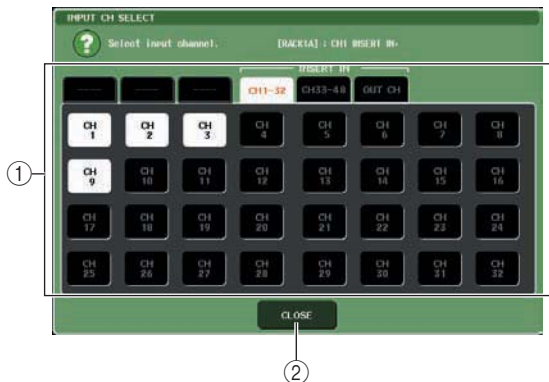 INPUT CH SELECT
Select input channel.
[RACK1A] : CH1 INSERT IN-
INSERT IN
CH1-32 CH33-48 OUT CH
CH 1 CH 2 CH 3 CH 4 CH 5 CH 6 CH 7 CH 8
CH 9 CH 10 CH 11 CH 12 CH 13 CH 14 CH 15 CH 16
CH 17 CH 18 CH 19 CH 20 CH 21 CH 22 CH 23 CH 24
CH 25 CH 26 CH 27 CH 28 CH 29 CH 30 CH 31 CH 32
CLOSE
1
2